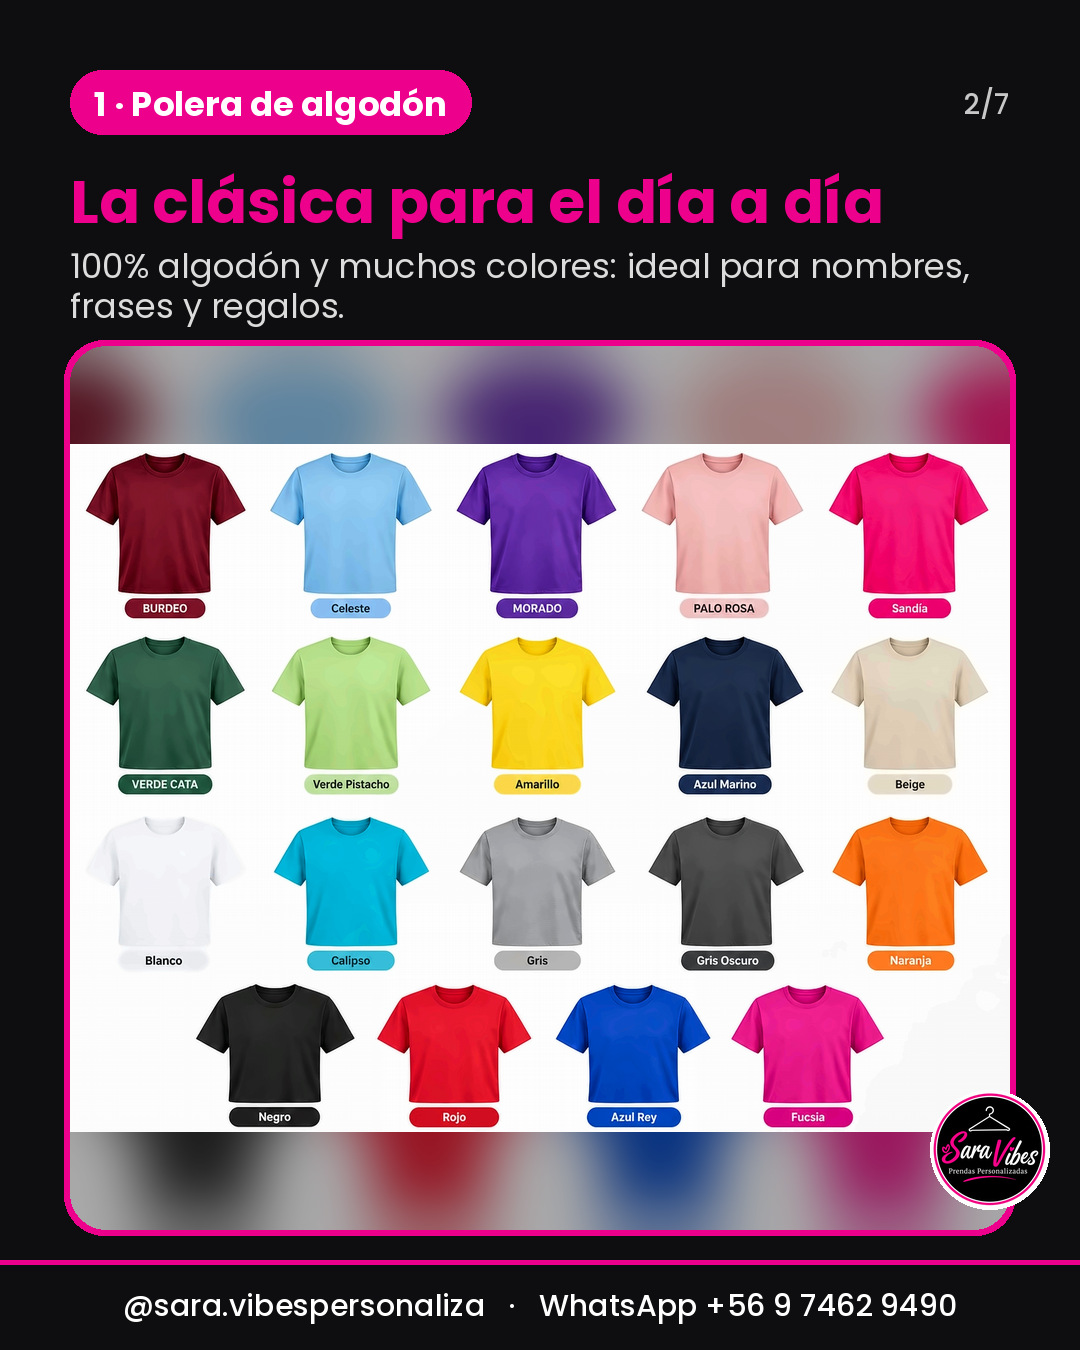 1 · Polera de algodón
2/7
La clásica para el día a día
100% algodón y muchos colores: ideal para nombres,
frases y regalos.
BURDEO
Celeste
MORADO
PALO ROSA
Sandía
VERDE CATA
Verde Pistacho
Amarillo
Azul Marino
Beige
Blanco
Calipso
Gris
Gris Oscuro
Naranja
Negro
Rojo
Azul Rey
Fucsia
Sara Vibes
Prendas Personalizadas
@sara.vibespersonaliza · WhatsApp +56 9 7462 9490